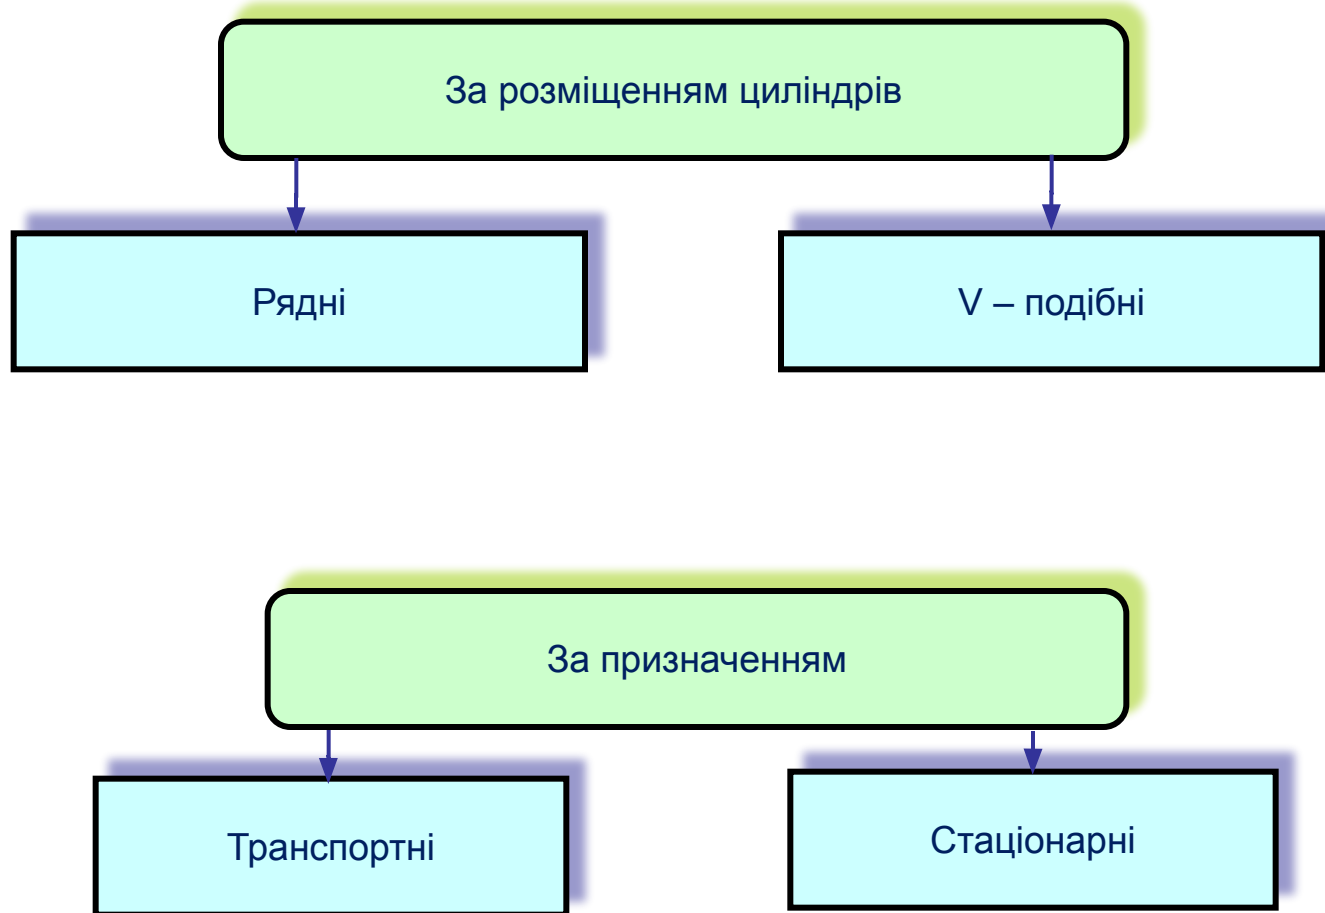 За розміщенням циліндрів
Рядні
V – подібні
За призначенням
Транспортні
Стаціонарні